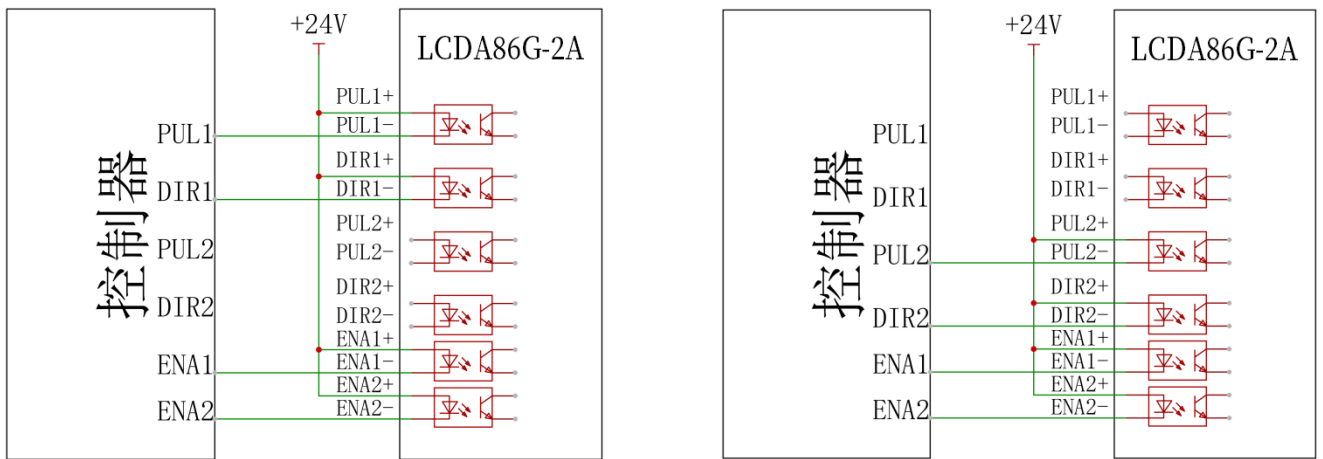 +24V
LCDA86G-2A
控制器
PUL1
DIR1
PUL2
DIR2
ENA1
ENA2
PUL1+
PUL1-
DIR1+
DIR1-
PUL2+
PUL2-
DIR2+
DIR2-
ENA1+
ENA1-
ENA2+
ENA2-
+24V
LCDA86G-2A
控制器
PUL1
DIR1
PUL2
DIR2
ENA1
ENA2
PUL1+
PUL1-
DIR1+
DIR1-
PUL2+
PUL2-
DIR2+
DIR2-
ENA1+
ENA1-
ENA2+
ENA2-